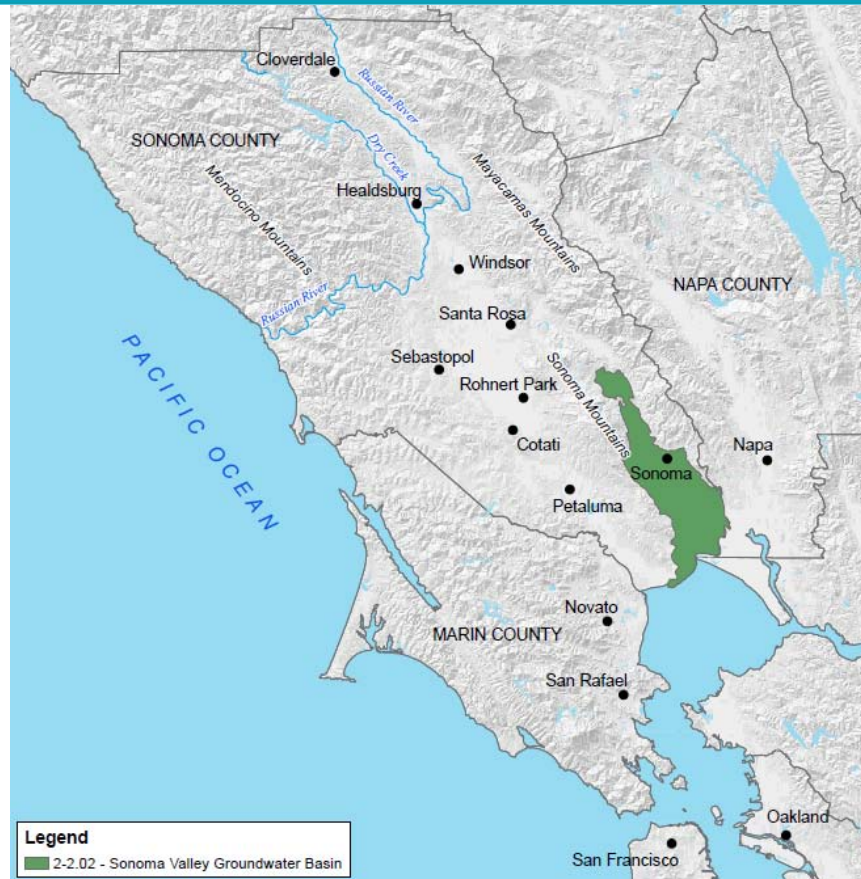 Cloverdale
Russian River
SONOMA COUNTY
Dry Creek
Mendocino Mountains
Mayacamas Mountains
Healdsburg
Windsor
NAPA COUNTY
Russian River
Santa Rosa
Sebastopol
Sonoma Mountains
Rohnert Park
PACIFIC OCEAN
Cotati
Napa
Sonoma
Petaluma
Novato
MARIN COUNTY
San Rafael
Oakland
San Francisco
Legend
2-2.02 - Sonoma Valley Groundwater Basin